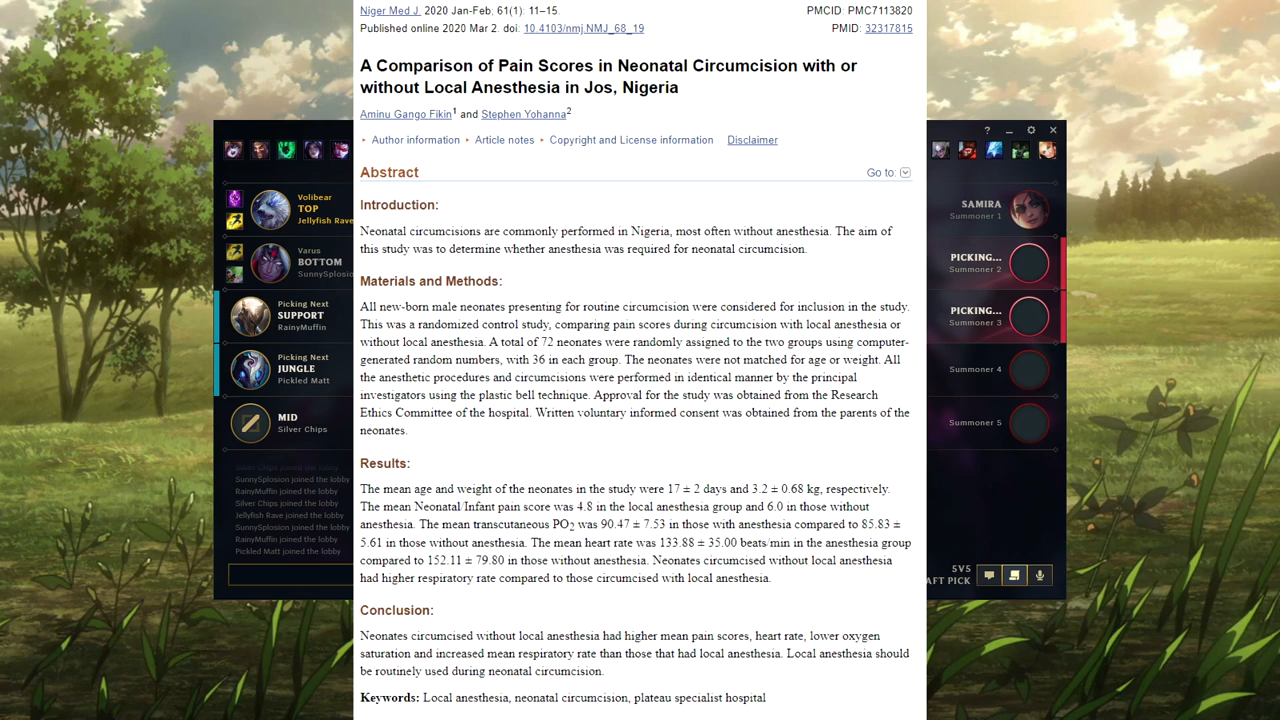 Niger Med J. 2020 Jan-Feb; 61(1): 11–15.
PMCID: PMC7113820
Published online 2020 Mar 2. doi: 10.4103/nmj.NMJ_68_19
PMID: 32317815
A Comparison of Pain Scores in Neonatal Circumcision with or
without Local Anesthesia in Jos, Nigeria
Aminu Gango Fikin1 and Stephen Yohanna2
Author information Article notes Copyright and License information Disclaimer
Abstract
Go to:
Introduction:
Neonatal circumcisions are commonly performed in Nigeria, most often without anesthesia. The aim of
this study was to determine whether anesthesia was required for neonatal circumcision.
Materials and Methods:
All new-born male neonates presenting for routine circumcision were considered for inclusion in the study.
This was a randomized control study, comparing pain scores during circumcision with local anesthesia or
without local anesthesia. A total of 72 neonates were randomly assigned to the two groups using computer-
generated random numbers, with 36 in each group. The neonates were not matched for age or weight. All
the anesthetic procedures and circumcisions were performed in identical manner by the principal
investigators using the plastic bell technique. Approval for the study was obtained from the Research
Ethics Committee of the hospital. Written voluntary informed consent was obtained from the parents of the
neonates.
Results:
The mean age and weight of the neonates in the study were 17 ± 2 days and 3.2 ± 0.68 kg, respectively.
The mean Neonatal/Infant pain score was 4.8 in the local anesthesia group and 6.0 in those without
anesthesia. The mean transcutaneous PO2 was 90.47 ± 7.53 in those with anesthesia compared to 85.83 ±
5.61 in those without anesthesia. The mean heart rate was 133.88 ± 35.00 beats/min in the anesthesia group
compared to 152.11 ± 79.80 in those without anesthesia. Neonates circumcised without local anesthesia
had higher respiratory rate compared to those circumcised with local anesthesia.
Conclusion:
Neonates circumcised without local anesthesia had higher mean pain scores, heart rate, lower oxygen
saturation and increased mean respiratory rate than those that had local anesthesia. Local anesthesia should
be routinely used during neonatal circumcision.
Keywords: Local anesthesia, neonatal circumcision, plateau specialist hospital
Volibear
TOP
Jellyfish Rave
Varus
BOTTOM
SunnySplosio
Picking Next
SUPPORT
RainyMuffin
Picking Next
JUNGLE
Pickled Matt
MID
Silver Chips
Silver Chips joined the lobby
SunnySplosion joined the lobby
RainyMuffin joined the lobby
Silver Chips joined the lobby
Jellyfish Rave joined the lobby
SunnySplosion joined the lobby
RainyMuffin joined the lobby
Pickled Matt joined the lobby
?
SAMIRA
Summoner 1
PICKING...
Summoner 2
PICKING...
Summoner 3
Summoner 4
Summoner 5
5V5
AFT PICK